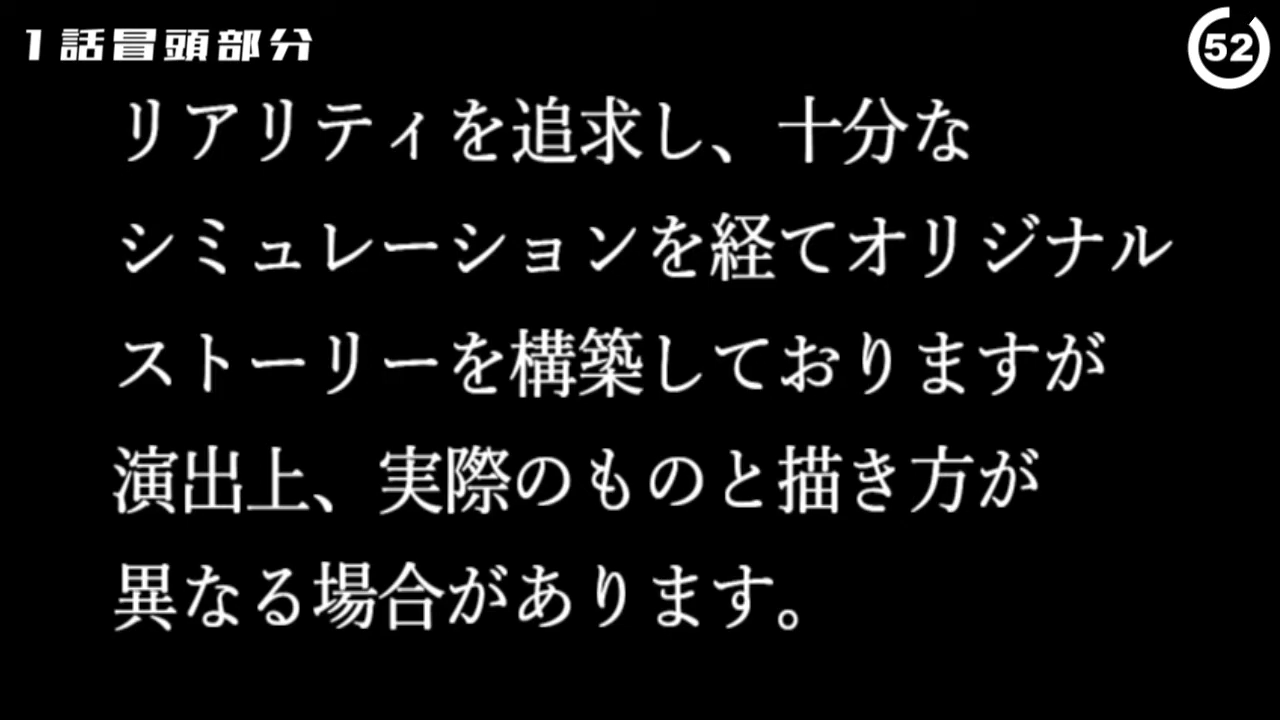 1話冒頭部分
52
リアリティを追求し、十分な
シミュレーションを経てオリジナル
ストーリーを構築しておりますが
演出上、実際のものと描き方が
異なる場合があります。